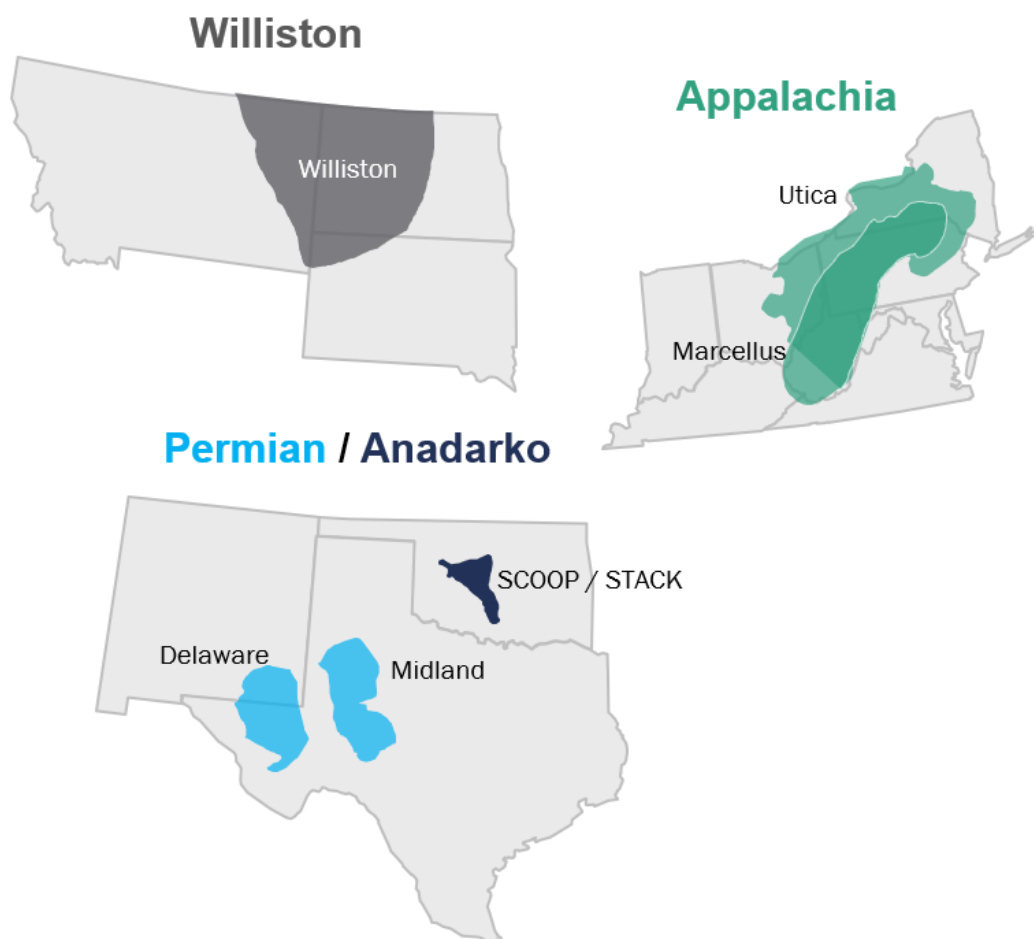 Williston
Williston
Appalachia
Utica
Marcellus
Permian / Anadarko
SCOOP / STACK
Delaware
Midland